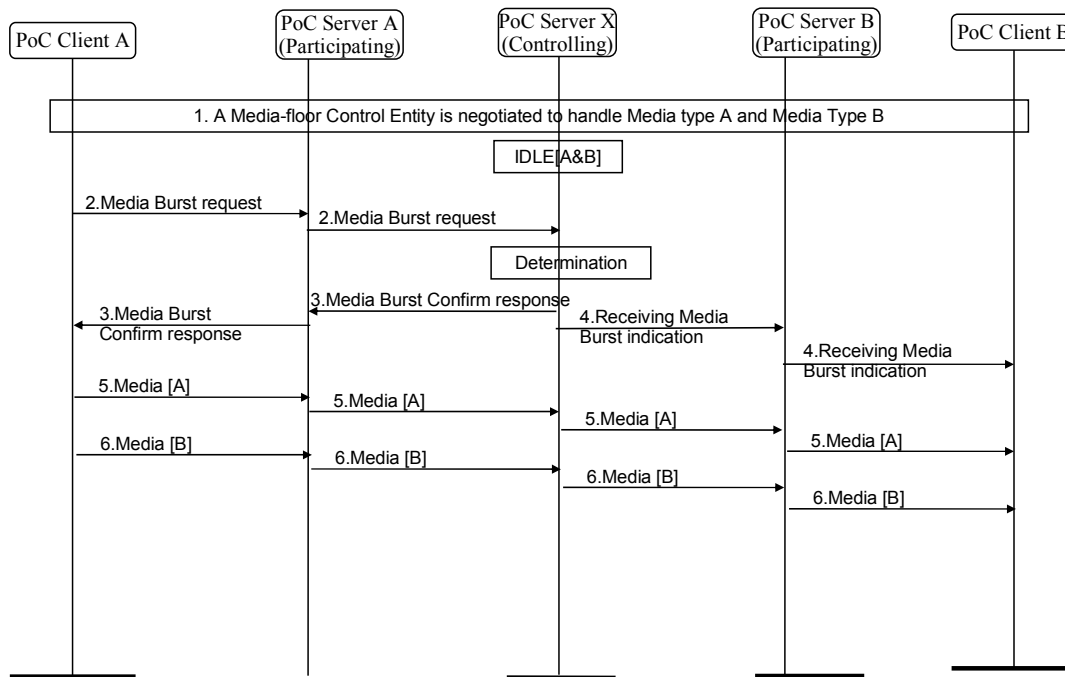 PoC Client A
PoC Server A
(Participating)
PoC Server X
(Controlling)
PoC Server B
(Participating)
PoC Client B
1. A Media-floor Control Entity is negotiated to handle Media type A and Media Type B
IDLE[A&B]
2.Media Burst request
2.Media Burst request
Determination
3.Media Burst Confirm response
3.Media Burst
Confirm response
4.Receiving Media
Burst indication
4.Receiving Media
Burst indication
5.Media [A]
5.Media [A]
5.Media [A]
5.Media [A]
6.Media [B]
6.Media [B]
6.Media [B]
6.Media [B]